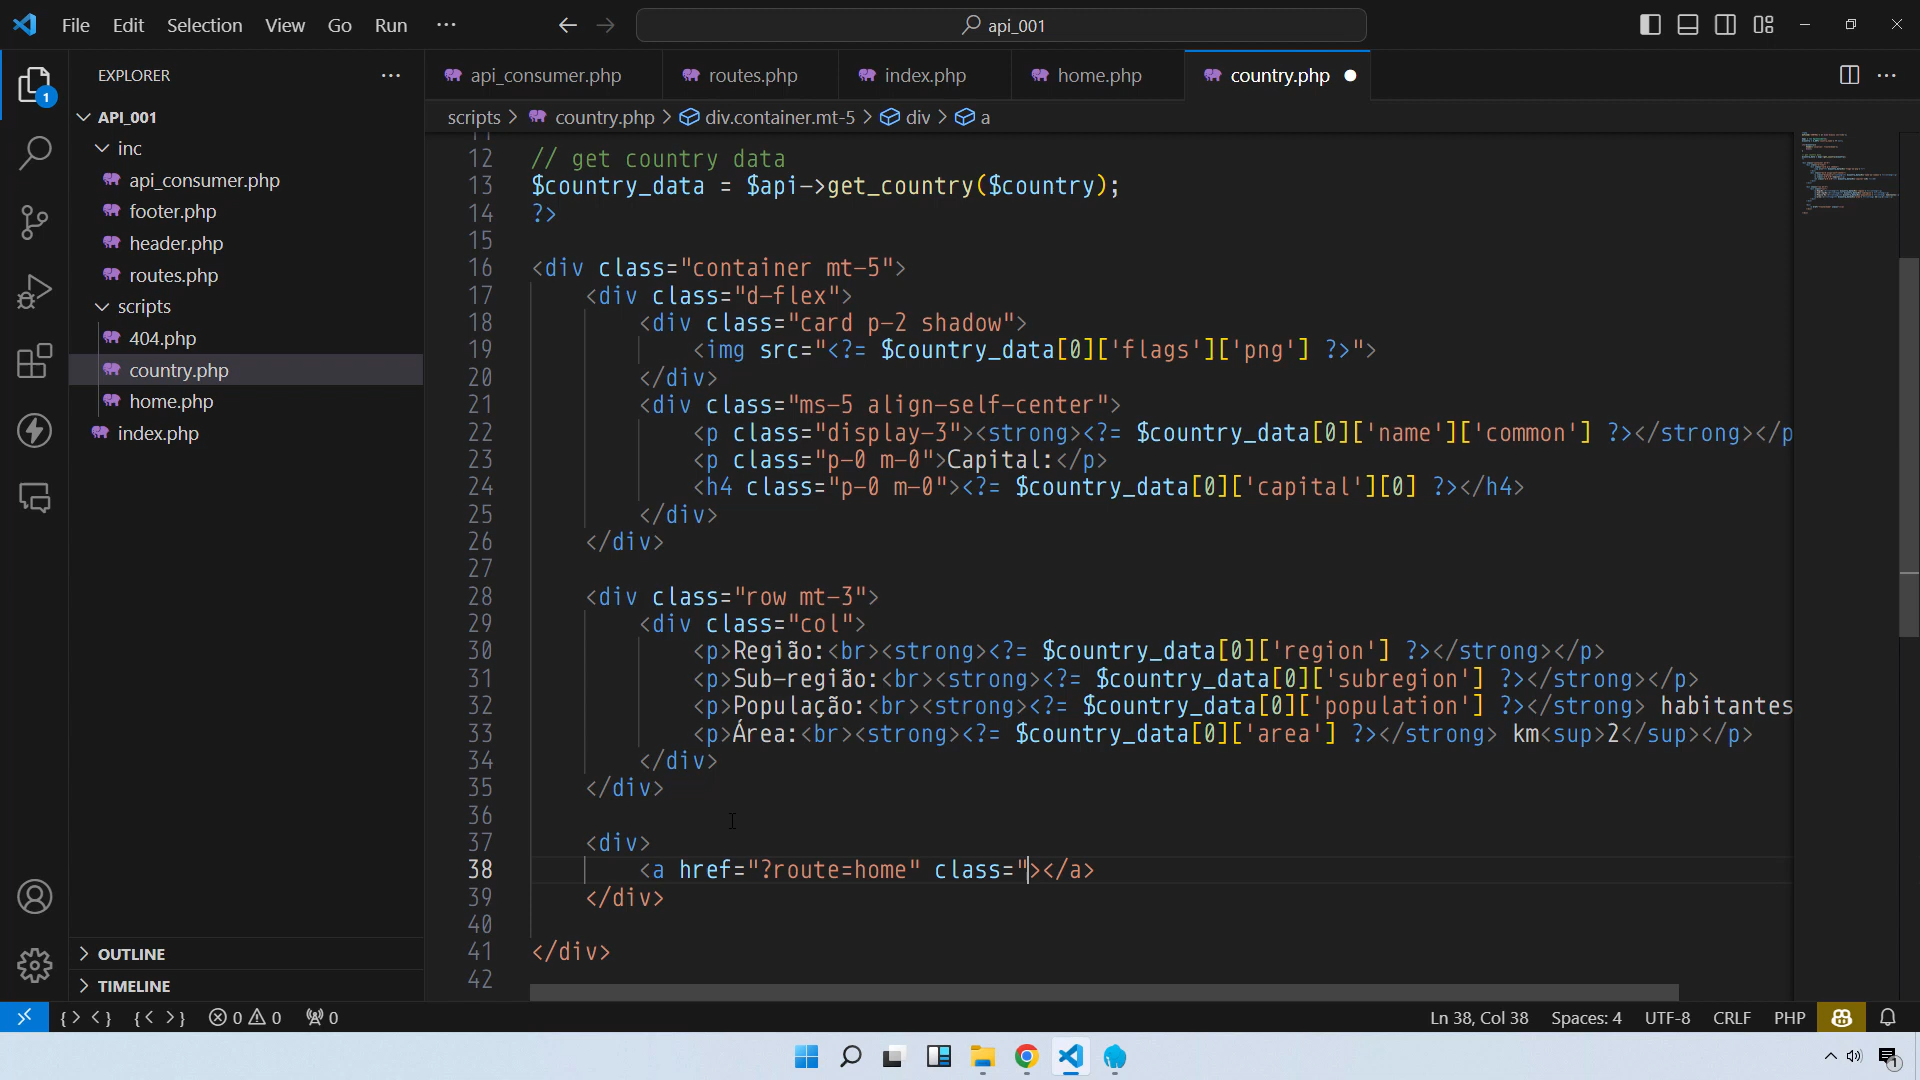 File Edit Selection View Go Run ··· api_001
EXPLORER ···
API_001
inc
api_consumer.php
footer.php
header.php
routes.php
scripts
404.php
country.php
home.php
index.php
OUTLINE
TIMELINE
1
api_consumer.php routes.php index.php home.php country.php
scripts > country.php > div.container.mt-5 > div > a
11
12 // get country data
13 $country_data = $api->get_country($country);
14 ?>
15
16 <div class="container mt-5">
17 <div class="d-flex">
18 <div class="card p-2 shadow">
19 <img src="<?= $country_data[0]['flags']['png'] ?>">
20 </div>
21 <div class="ms-5 align-self-center">
22 <p class="display-3"><strong><?= $country_data[0]['name']['common'] ?></strong></p
23 <p class="p-0 m-0">Capital:</p>
24 <h4 class="p-0 m-0"><?= $country_data[0]['capital'][0] ?></h4>
25 </div>
26 </div>
27
28 <div class="row mt-3">
29 <div class="col">
30 <p>Região:<br><strong><?= $country_data[0]['region'] ?></strong></p>
31 <p>Sub-região:<br><strong><?= $country_data[0]['subregion'] ?></strong></p>
32 <p>População:<br><strong><?= $country_data[0]['population'] ?></strong> habitantes
33 <p>Área:<br><strong><?= $country_data[0]['area'] ?></strong> km<sup>2</sup></p>
34 </div>
35 </div>
36
37 <div>
38 <a href="?route=home" class="></a>
39 </div>
40
41 </div>
42
{> <} {< >} 0 0 0 Ln 38, Col 38 Spaces: 4 UTF-8 CRLF PHP
1